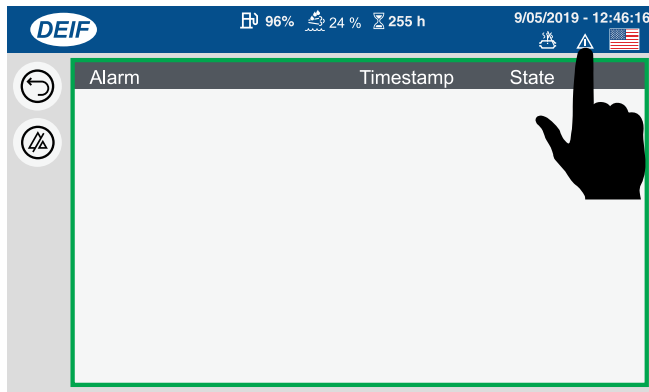 DEIF
96% 24 % 255 h
9/05/2019 - 12:46:16
Alarm Timestamp State